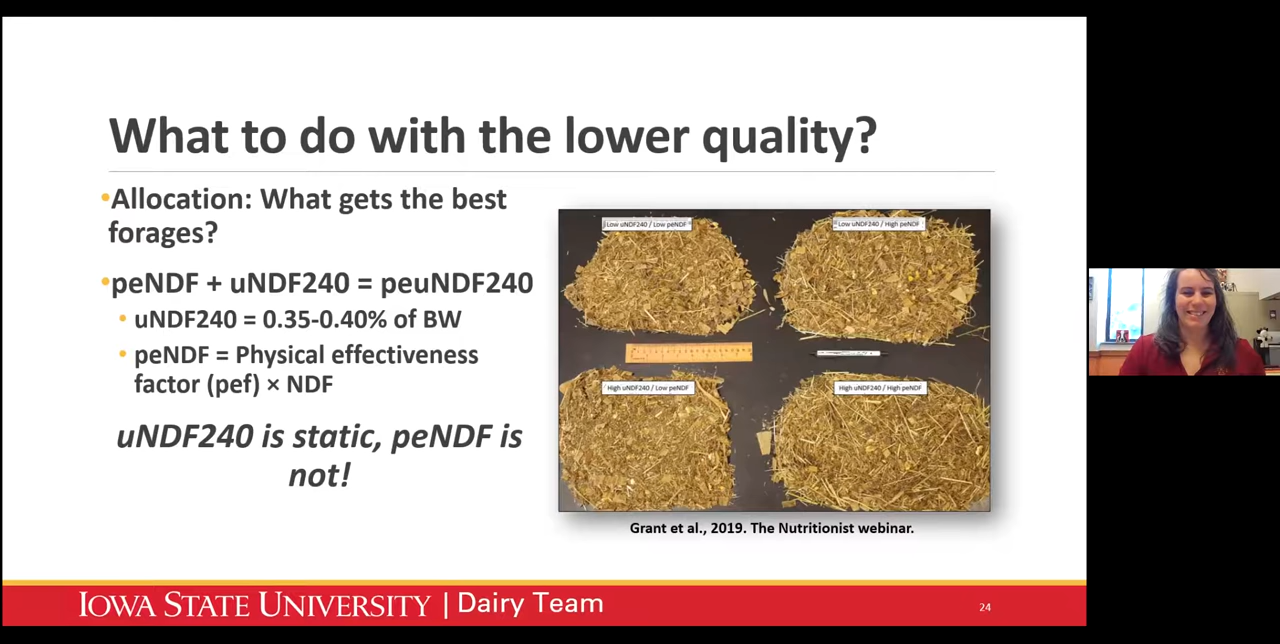 What to do with the lower quality?
•Allocation: What gets the best
forages?
•peNDF + uNDF240 = peuNDF240
• uNDF240 = 0.35-0.40% of BW
• peNDF = Physical effectiveness
factor (pef) × NDF
uNDF240 is static, peNDF is
not!
Low uNDF240 / Low peNDF
Low uNDF240 / High peNDF
High uNDF240 / Low peNDF
High uNDF240 / High peNDF
Grant et al., 2019. The Nutritionist webinar.
IOWA STATE UNIVERSITY | Dairy Team
24